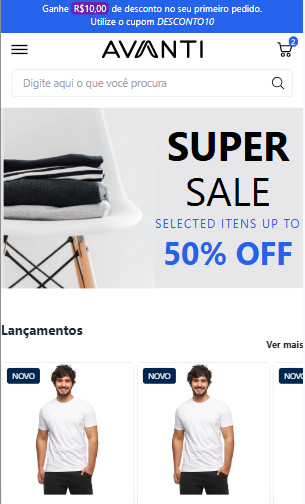 Ganhe R$10,00 de desconto no seu primeiro pedido.
Utilize o cupom DESCONTO10
AVANTI
2
Digite aqui o que você procura
SUPER
SALE
SELECTED ITENS UP TO
50% OFF
Lançamentos
Ver mais
NOVO NOVO NOV